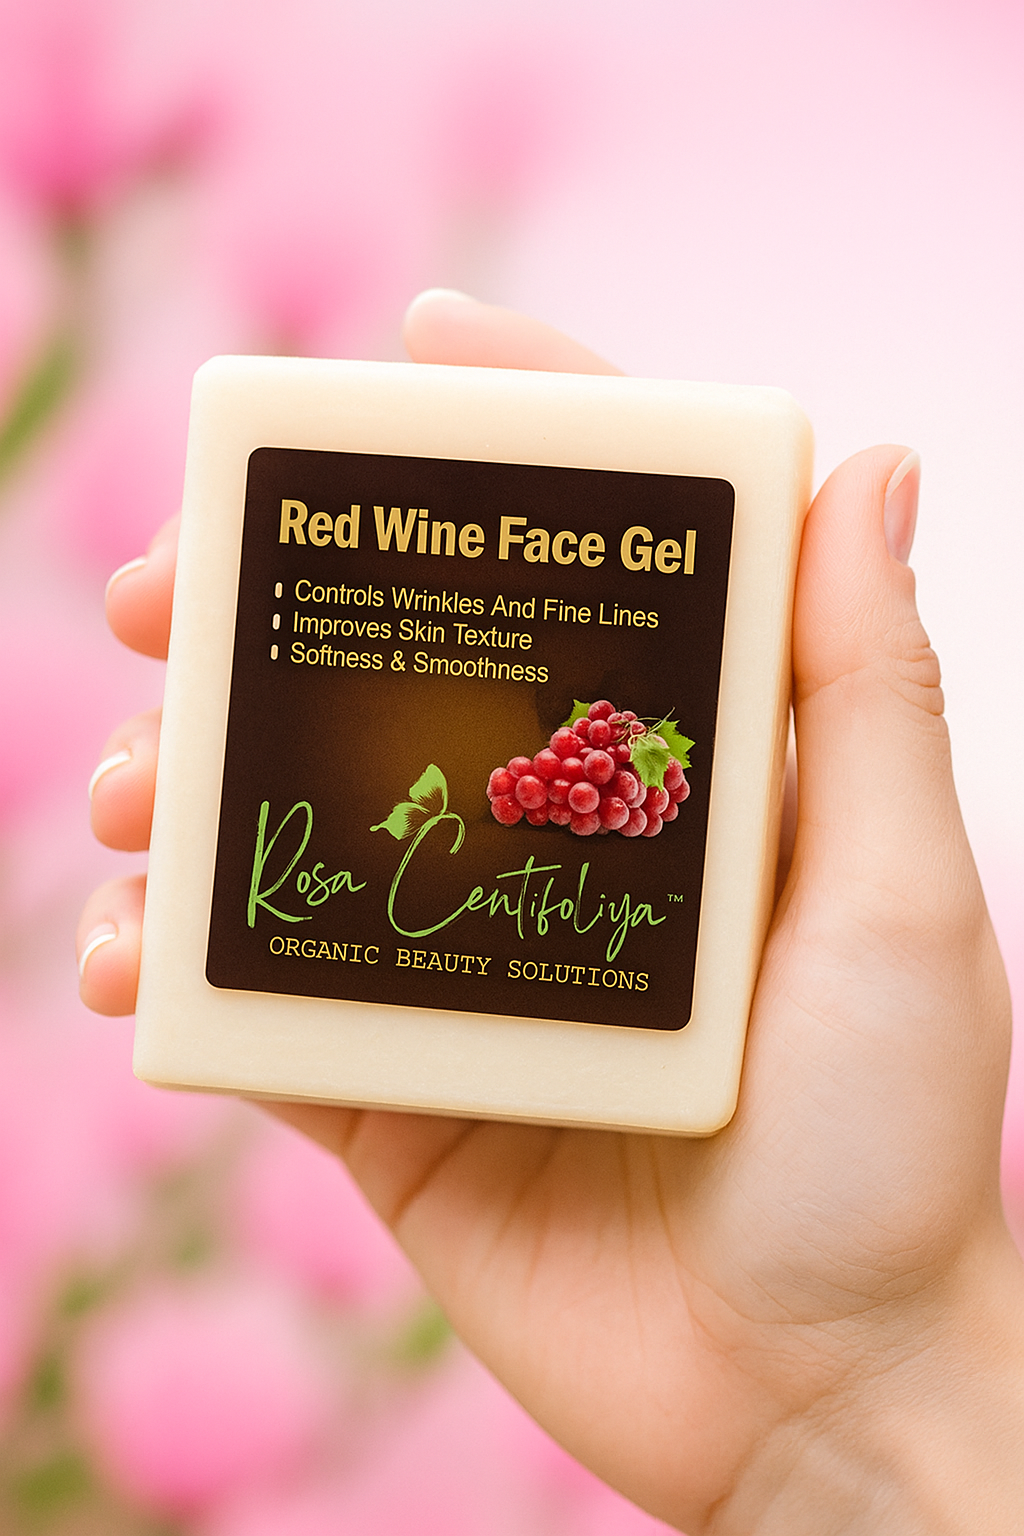 Red Wine Face Gel
Controls Wrinkles And Fine Lines
Improves Skin Texture
Softness & Smoothness
Rosa Centifoliya™
ORGANIC BEAUTY SOLUTIONS